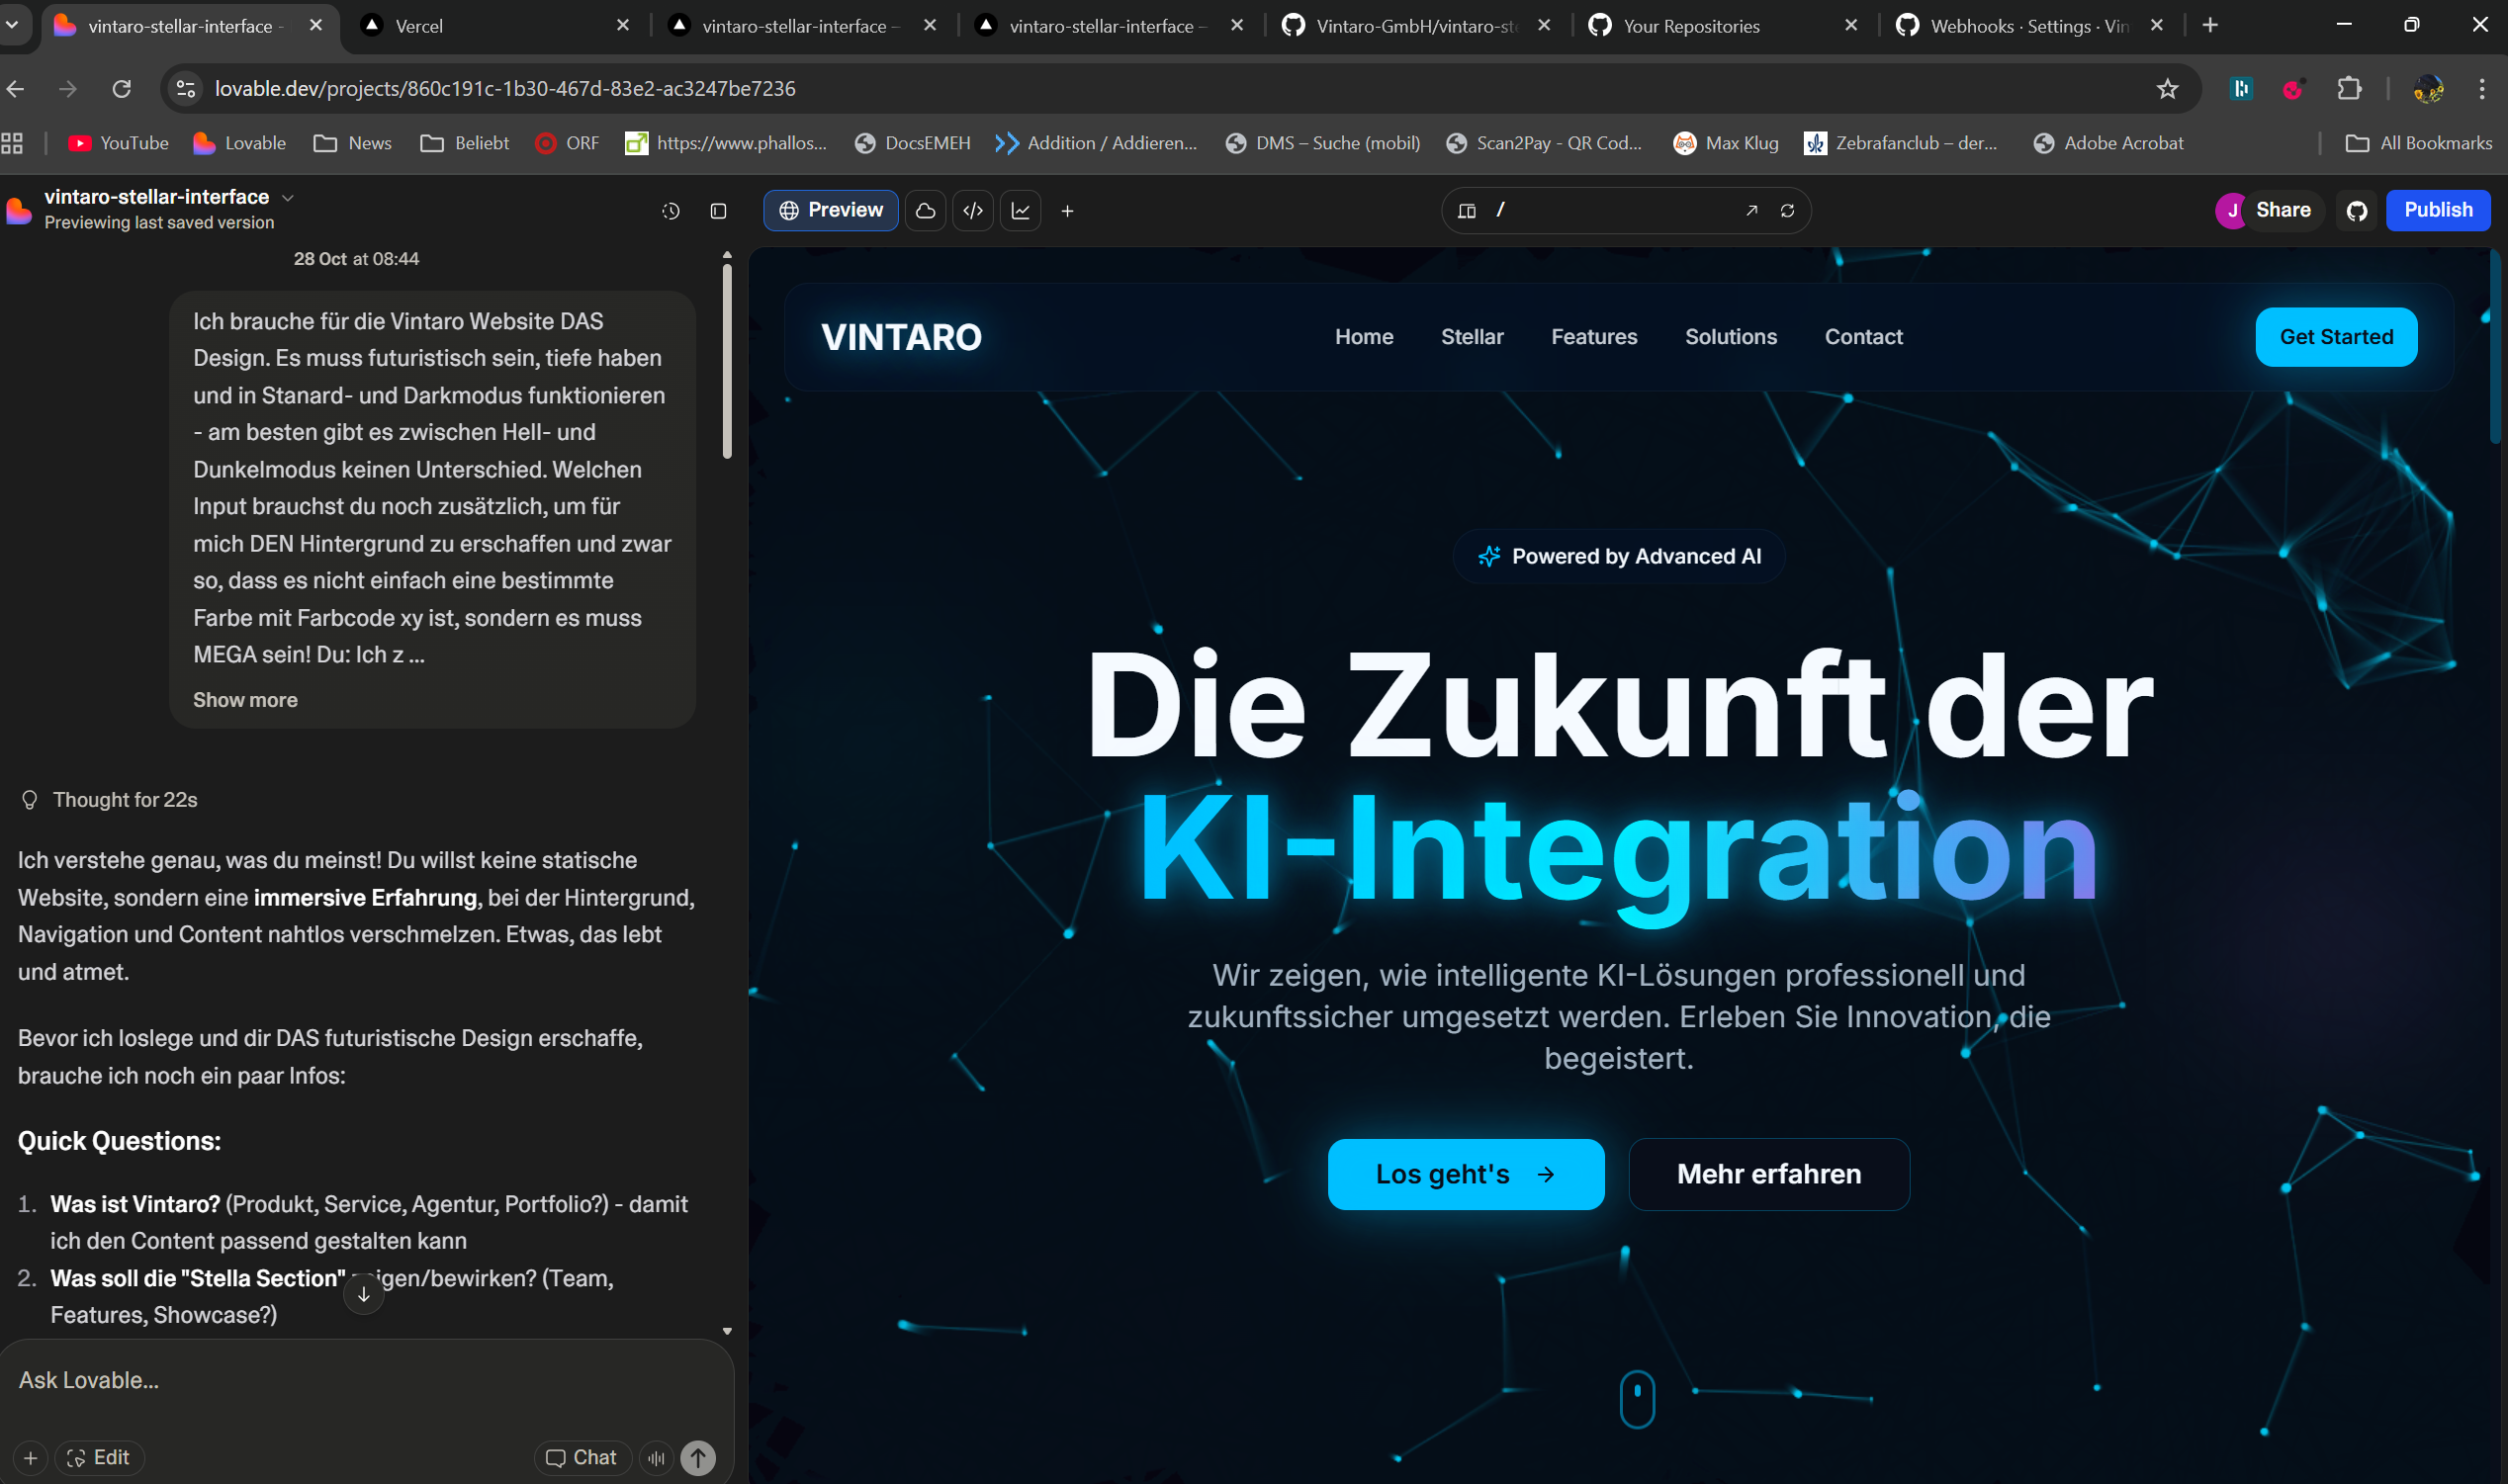 vintaro-stellar-interface -
Vercel
vintaro-stellar-interface –
vintaro-stellar-interface –
Vintaro-GmbH/vintaro-st
Your Repositories
Webhooks · Settings · Vin
lovable.dev/projects/860c191c-1b30-467d-83e2-ac3247be7236
YouTube
Lovable
News
Beliebt
ORF
https://www.phallos...
DocsEMEH
Addition / Addieren...
DMS – Suche (mobil)
Scan2Pay - QR Cod...
Max Klug
Zebrafanclub – der...
Adobe Acrobat
All Bookmarks
vintaro-stellar-interface
Previewing last saved version
Preview
/
J
Share
Publish
28 Oct at 08:44
Ich brauche für die Vintaro Website DAS
Design. Es muss futuristisch sein, tiefe haben
und in Stanard- und Darkmodus funktionieren
- am besten gibt es zwischen Hell- und
Dunkelmodus keinen Unterschied. Welchen
Input brauchst du noch zusätzlich, um für
mich DEN Hintergrund zu erschaffen und zwar
so, dass es nicht einfach eine bestimmte
Farbe mit Farbcode xy ist, sondern es muss
MEGA sein! Du: Ich z ...
Show more
Thought for 22s
Ich verstehe genau, was du meinst! Du willst keine statische
Website, sondern eine immersive Erfahrung, bei der Hintergrund,
Navigation und Content nahtlos verschmelzen. Etwas, das lebt
und atmet.
Bevor ich loslege und dir DAS futuristische Design erschaffe,
brauche ich noch ein paar Infos:
Quick Questions:
1. Was ist Vintaro? (Produkt, Service, Agentur, Portfolio?) - damit
ich den Content passend gestalten kann
2. Was soll die "Stella Section" igen/bewirken? (Team,
Features, Showcase?)
Ask Lovable...
Edit
Chat
VINTARO
Home
Stellar
Features
Solutions
Contact
Get Started
Powered by Advanced AI
Die Zukunft der
KI-Integration
Wir zeigen, wie intelligente KI-Lösungen professionell und
zukunftssicher umgesetzt werden. Erleben Sie Innovation, die
begeistert.
Los geht's
Mehr erfahren